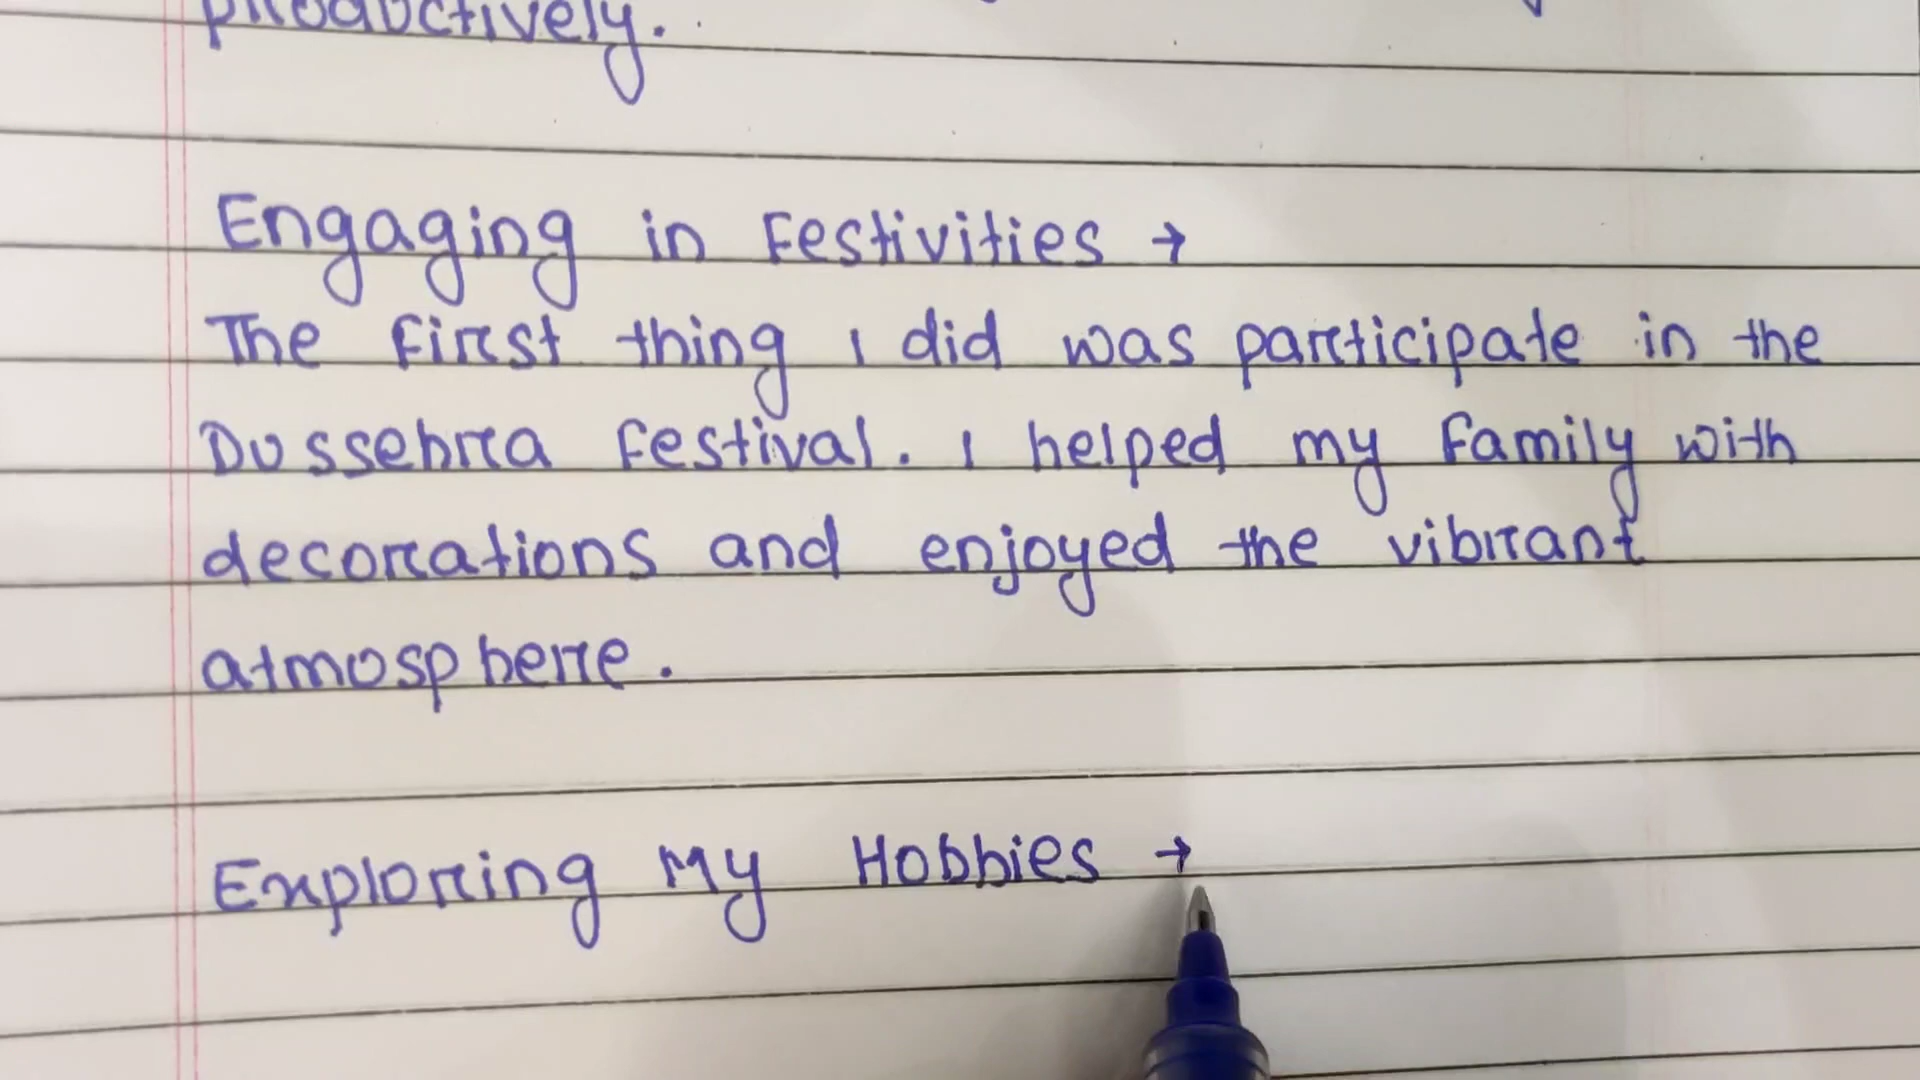 productively.
Engaging in Festivities →
The first thing I did was participate in the
Dussehra festival. I helped my family with
decorations and enjoyed the vibrant
atmosphere.
Exploring My Hobbies →